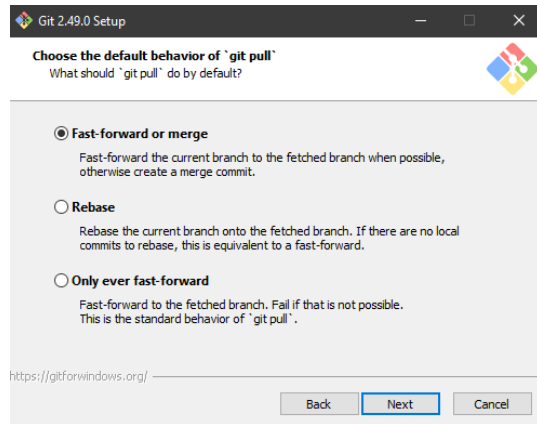 Git 2.49.0 Setup
Choose the default behavior of `git pull`
What should `git pull` do by default?
Fast-forward or merge
Fast-forward the current branch to the fetched branch when possible,
otherwise create a merge commit.
Rebase
Rebase the current branch onto the fetched branch. If there are no local
commits to rebase, this is equivalent to a fast-forward.
Only ever fast-forward
Fast-forward to the fetched branch. Fail if that is not possible.
This is the standard behavior of `git pull`.
https://gitforwindows.org/
Back Next Cancel